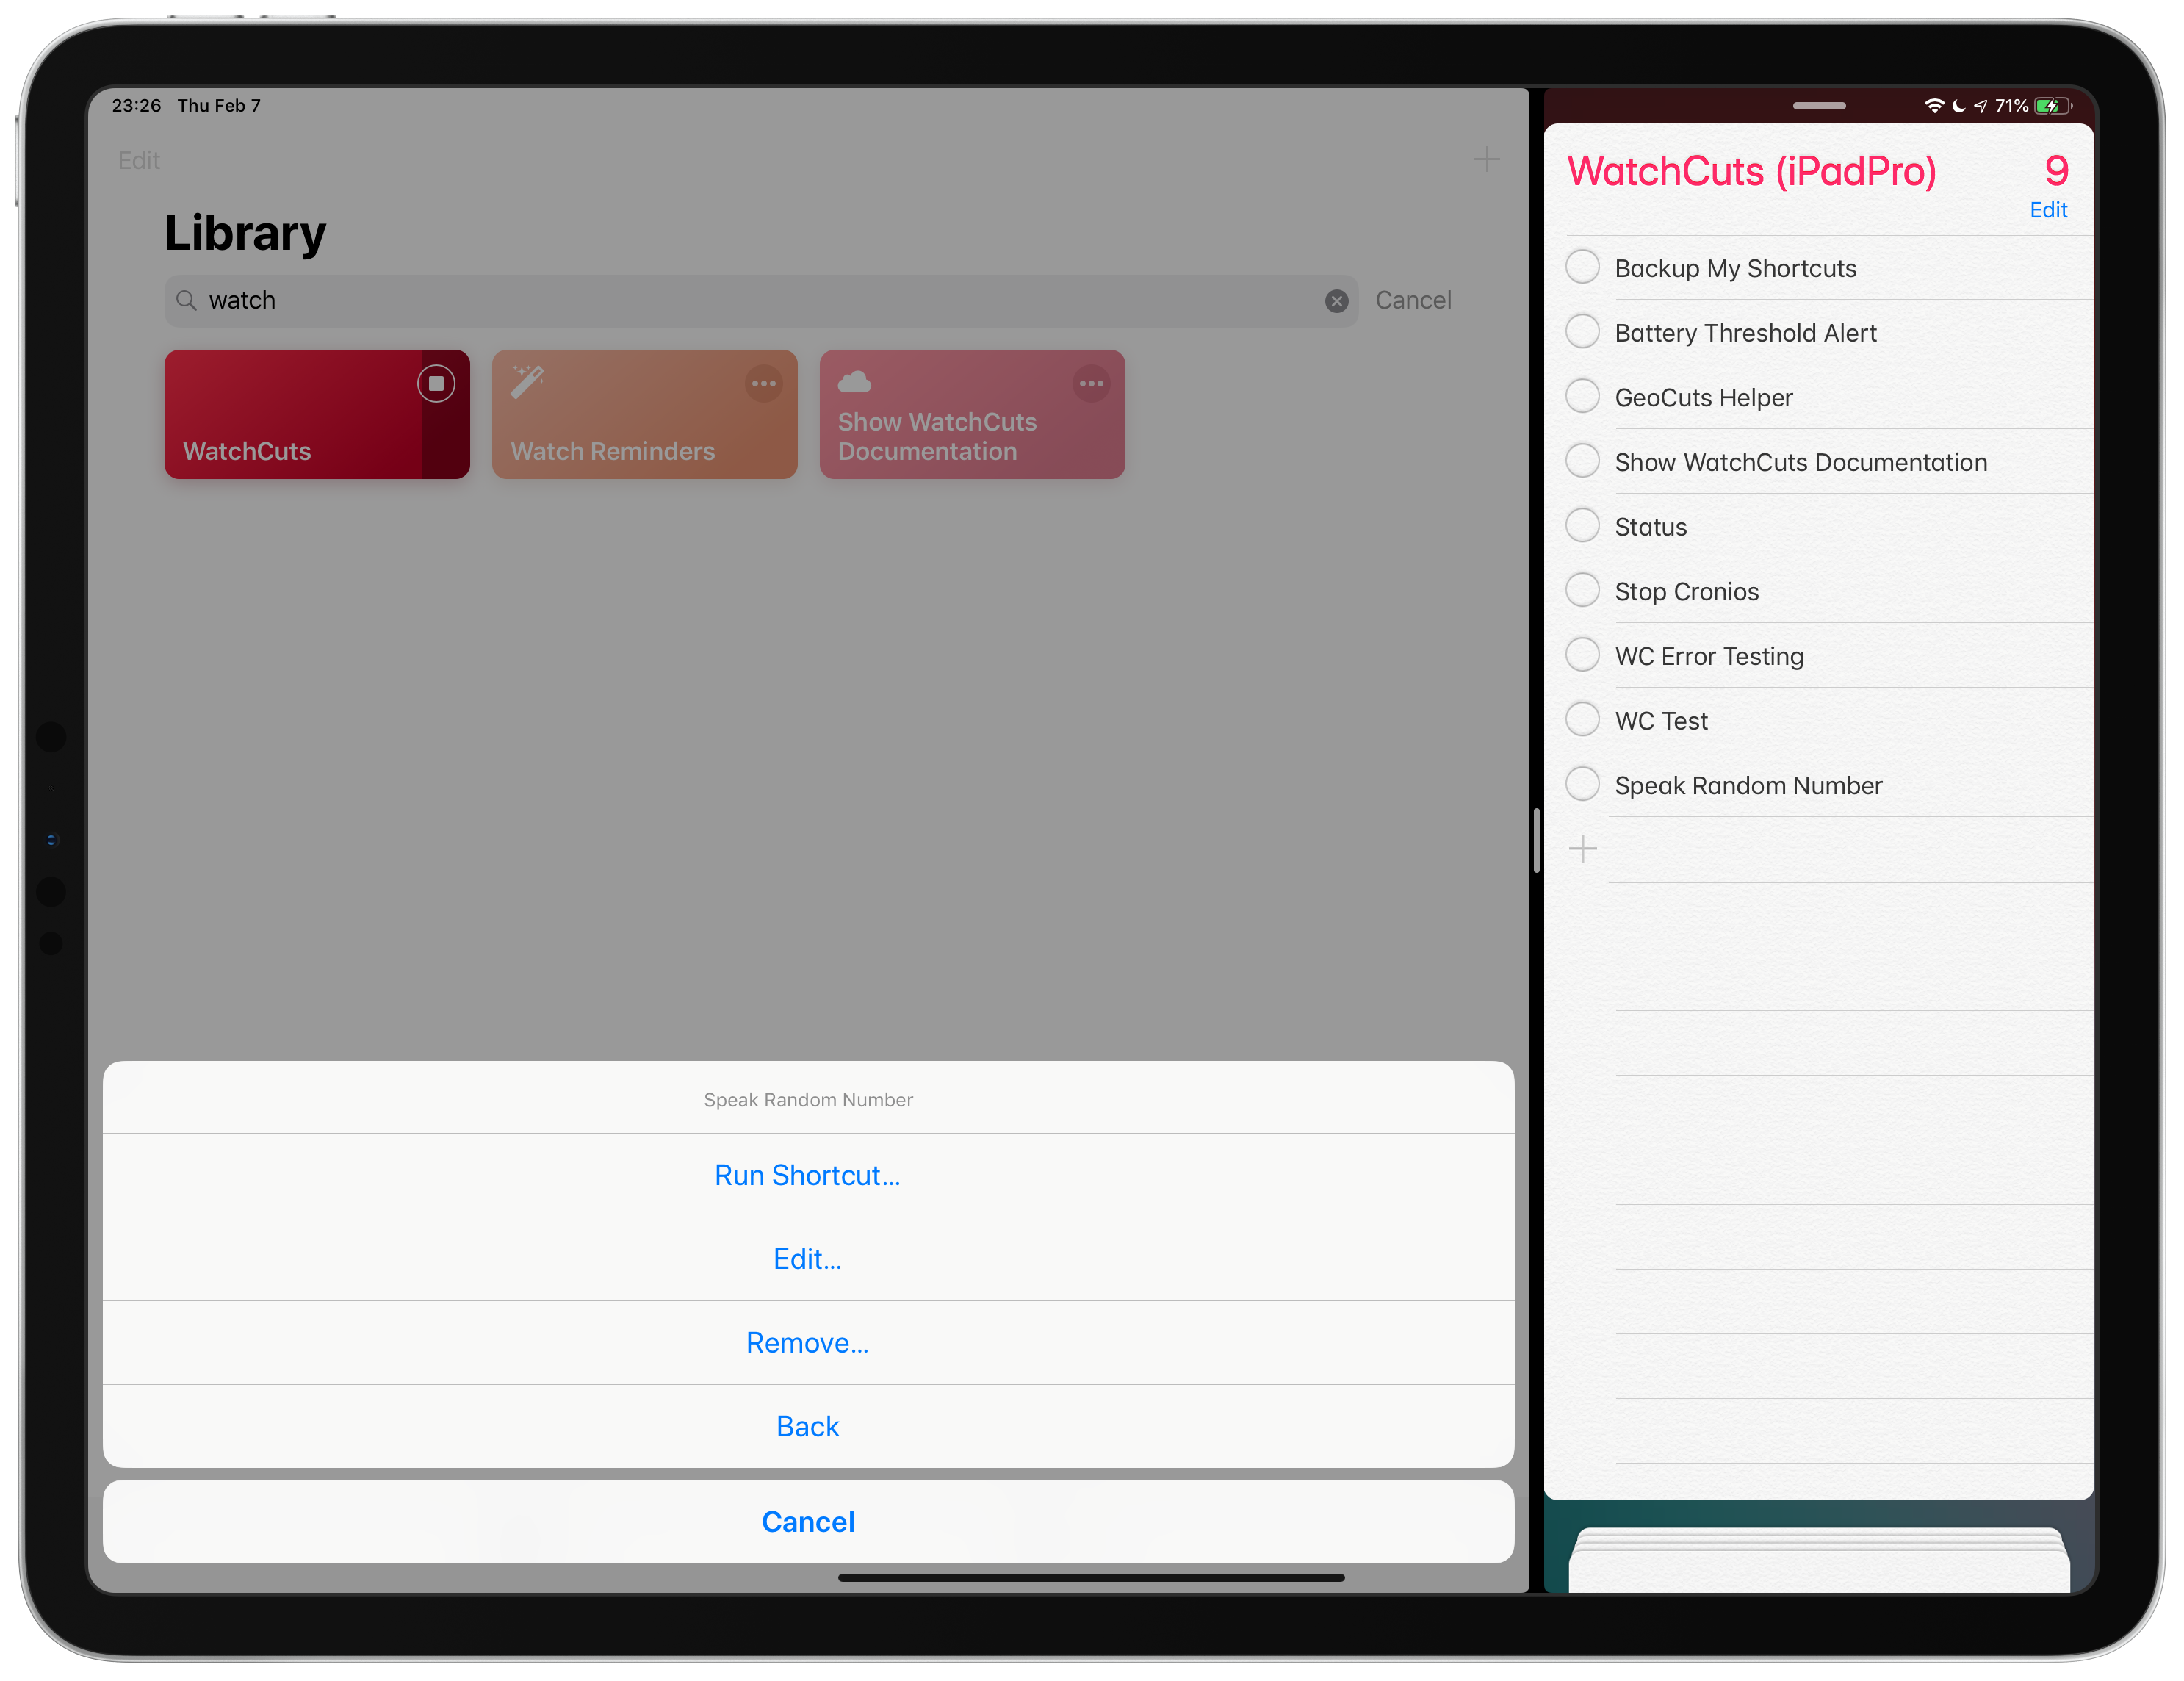 23:26 Thu Feb 7
Edit
Library
watch
Cancel
WatchCuts
Watch Reminders
Show WatchCuts
Documentation
Speak Random Number
Run Shortcut...
Edit...
Remove...
Back
Cancel
71%
WatchCuts (iPadPro) 9
Edit
Backup My Shortcuts
Battery Threshold Alert
GeoCuts Helper
Show WatchCuts Documentation
Status
Stop Cronios
WC Error Testing
WC Test
Speak Random Number